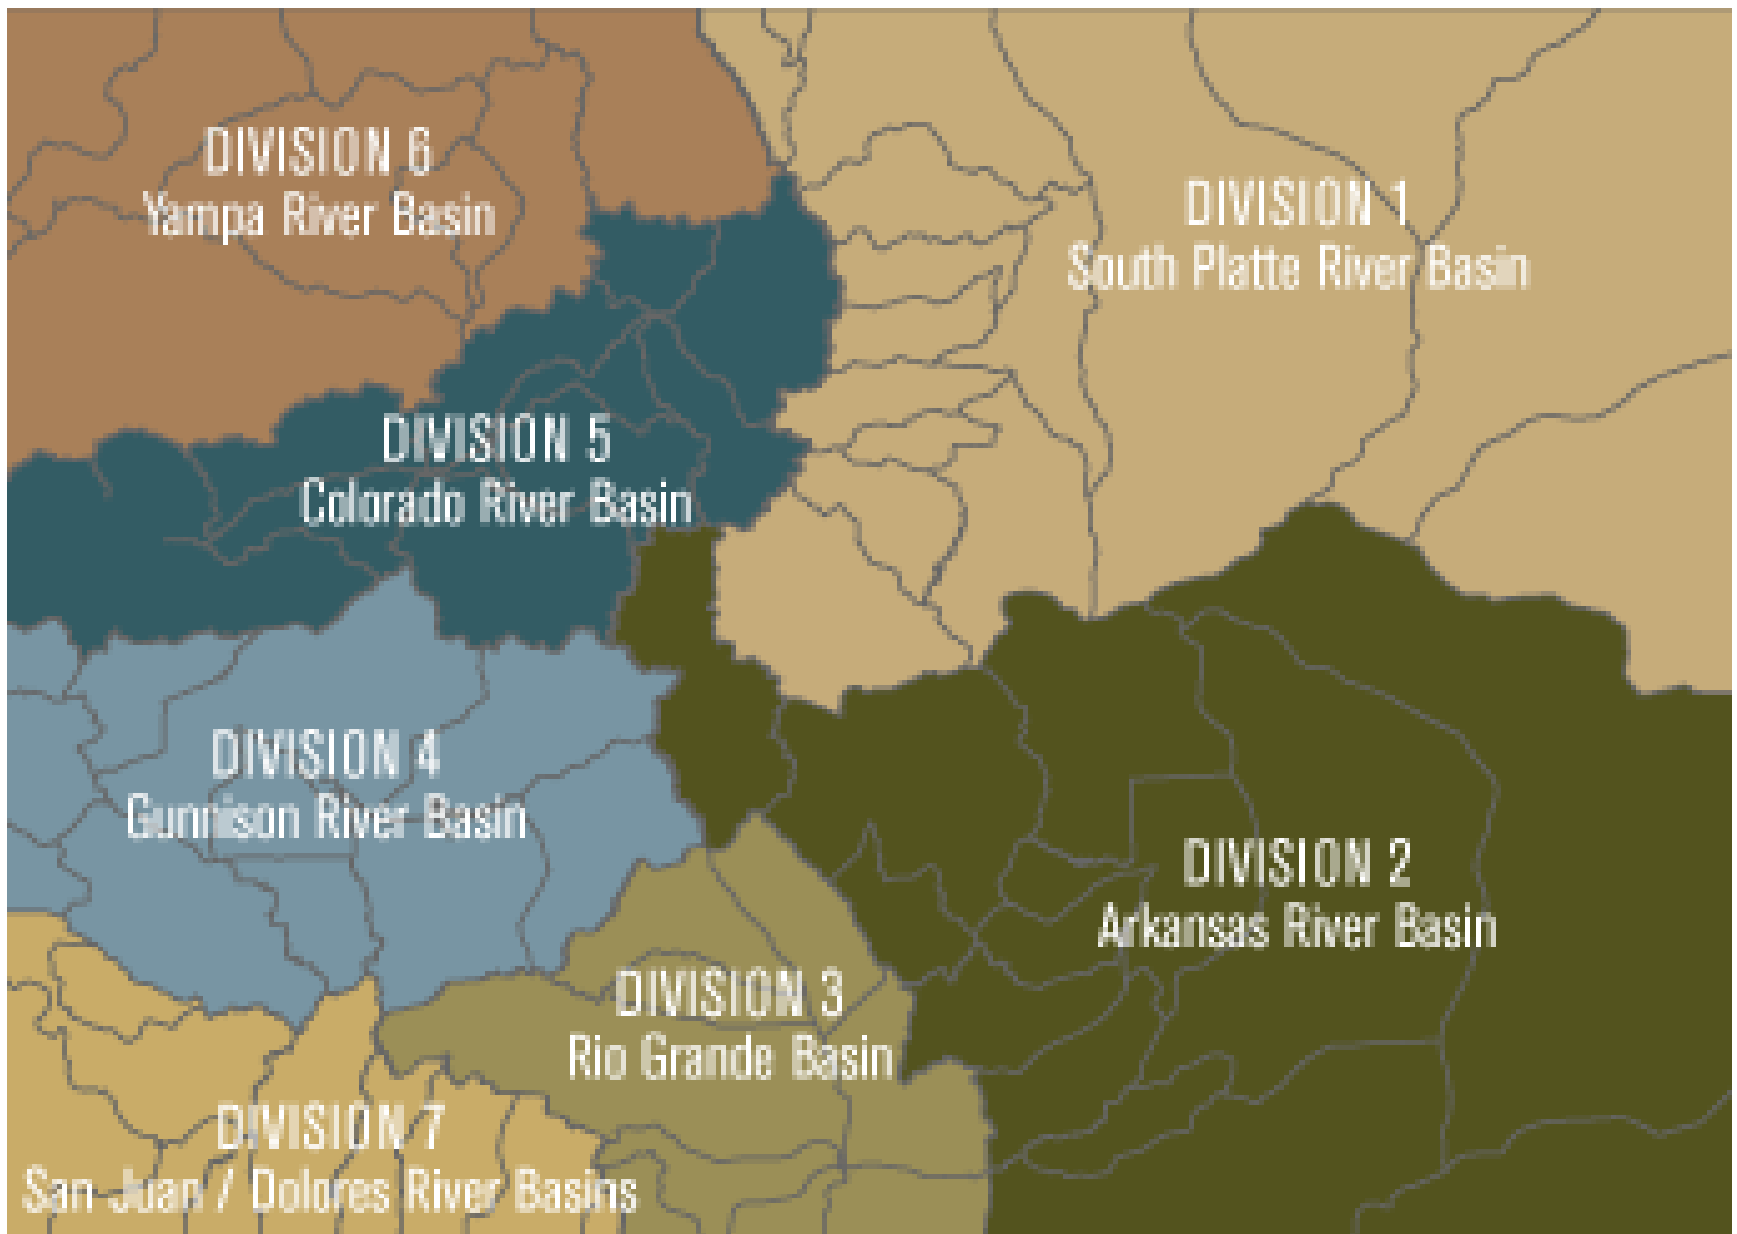 DIVISION 6
Yampa River Basin
DIVISION 1
South Platte River Basin
DIVISION 5
Colorado River Basin
DIVISION 4
Gunnison River Basin
DIVISION 2
Arkansas River Basin
DIVISION 3
Rio Grande Basin
DIVISION 7
San Juan / Dolores River Basins